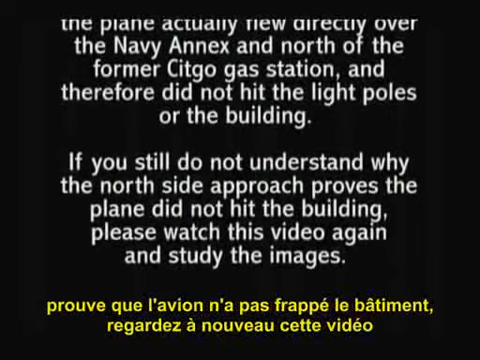 the plane actually flew directly over
the Navy Annex and north of the
former Citgo gas station, and
therefore did not hit the light poles
or the building.
If you still do not understand why
the north side approach proves the
plane did not hit the building,
please watch this video again
and study the images.
prouve que l'avion n'a pas frappé le bâtiment,
regardez à nouveau cette vidéo